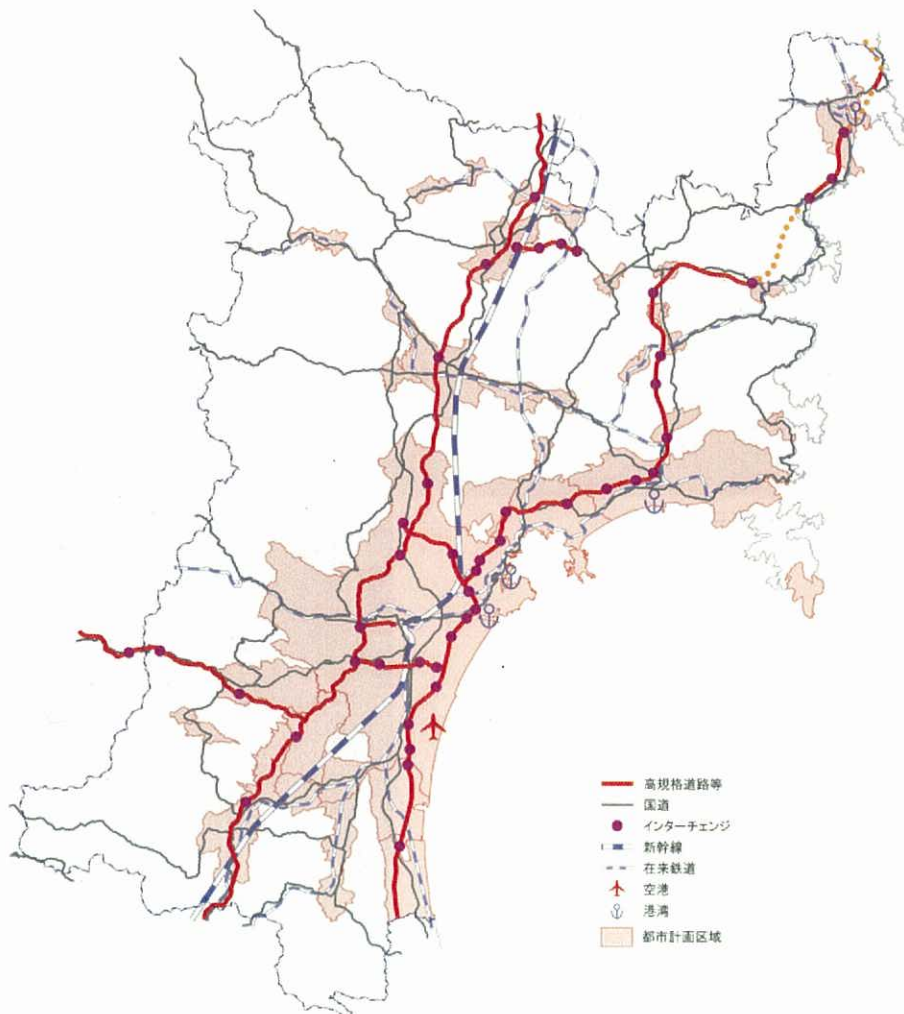 高規格道路等
国道
インターチェンジ
新幹線
在来鉄道
空港
港湾
都市計画区域